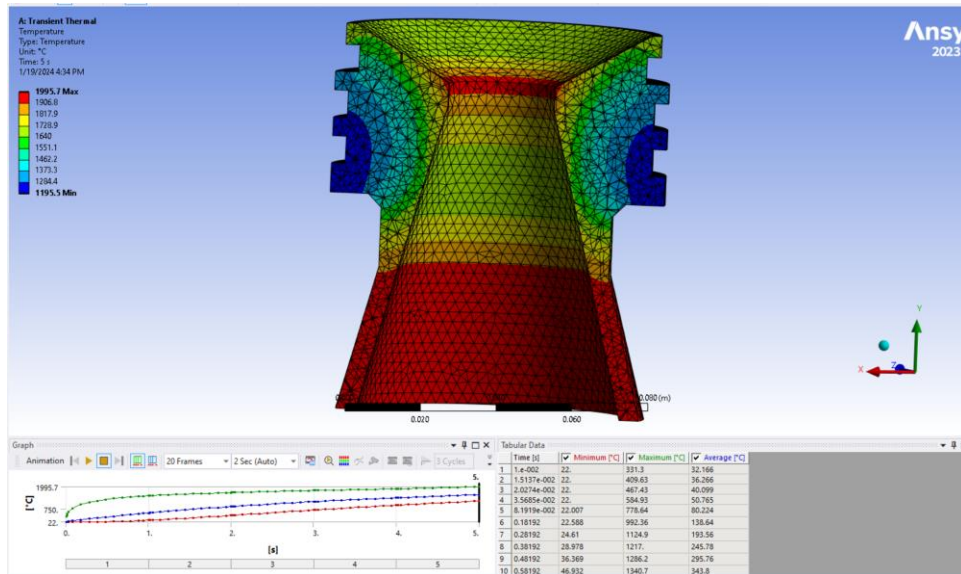 A: Transient Thermal
Temperature
Type: Temperature
Unit: °C
Time: 5 s
1/19/2024 4:34 PM
1995.7 Max
1906.8
1817.9
1728.9
1640
1551.1
1462.2
1373.3
1284.4
1195.5 Min
Ansy
2023
Y
X
Z
0.080 (m)
0.020
0.060
Graph
Animation
20 Frames
2 Sec (Auto)
3 Cycles
5.
1995.7
[°C]
750.
22.
0. 1. 2. 3. 4. 5.
[s]
1 2 3 4 5
Tabular Data
Time [s] Minimum [°C] Maximum [°C] Average [°C]
1 1.e-002 22. 331.3 32.166
2 1.5137e-002 22. 409.63 36.266
3 2.0274e-002 22. 467.43 40.099
4 3.5685e-002 22. 584.93 50.765
5 8.1919e-002 22.007 778.64 80.224
6 0.18192 22.588 992.36 138.64
7 0.28192 24.61 1124.9 193.56
8 0.38192 28.978 1217. 245.78
9 0.48192 36.369 1286.2 295.76
10 0.58192 46.932 1340.7 343.8